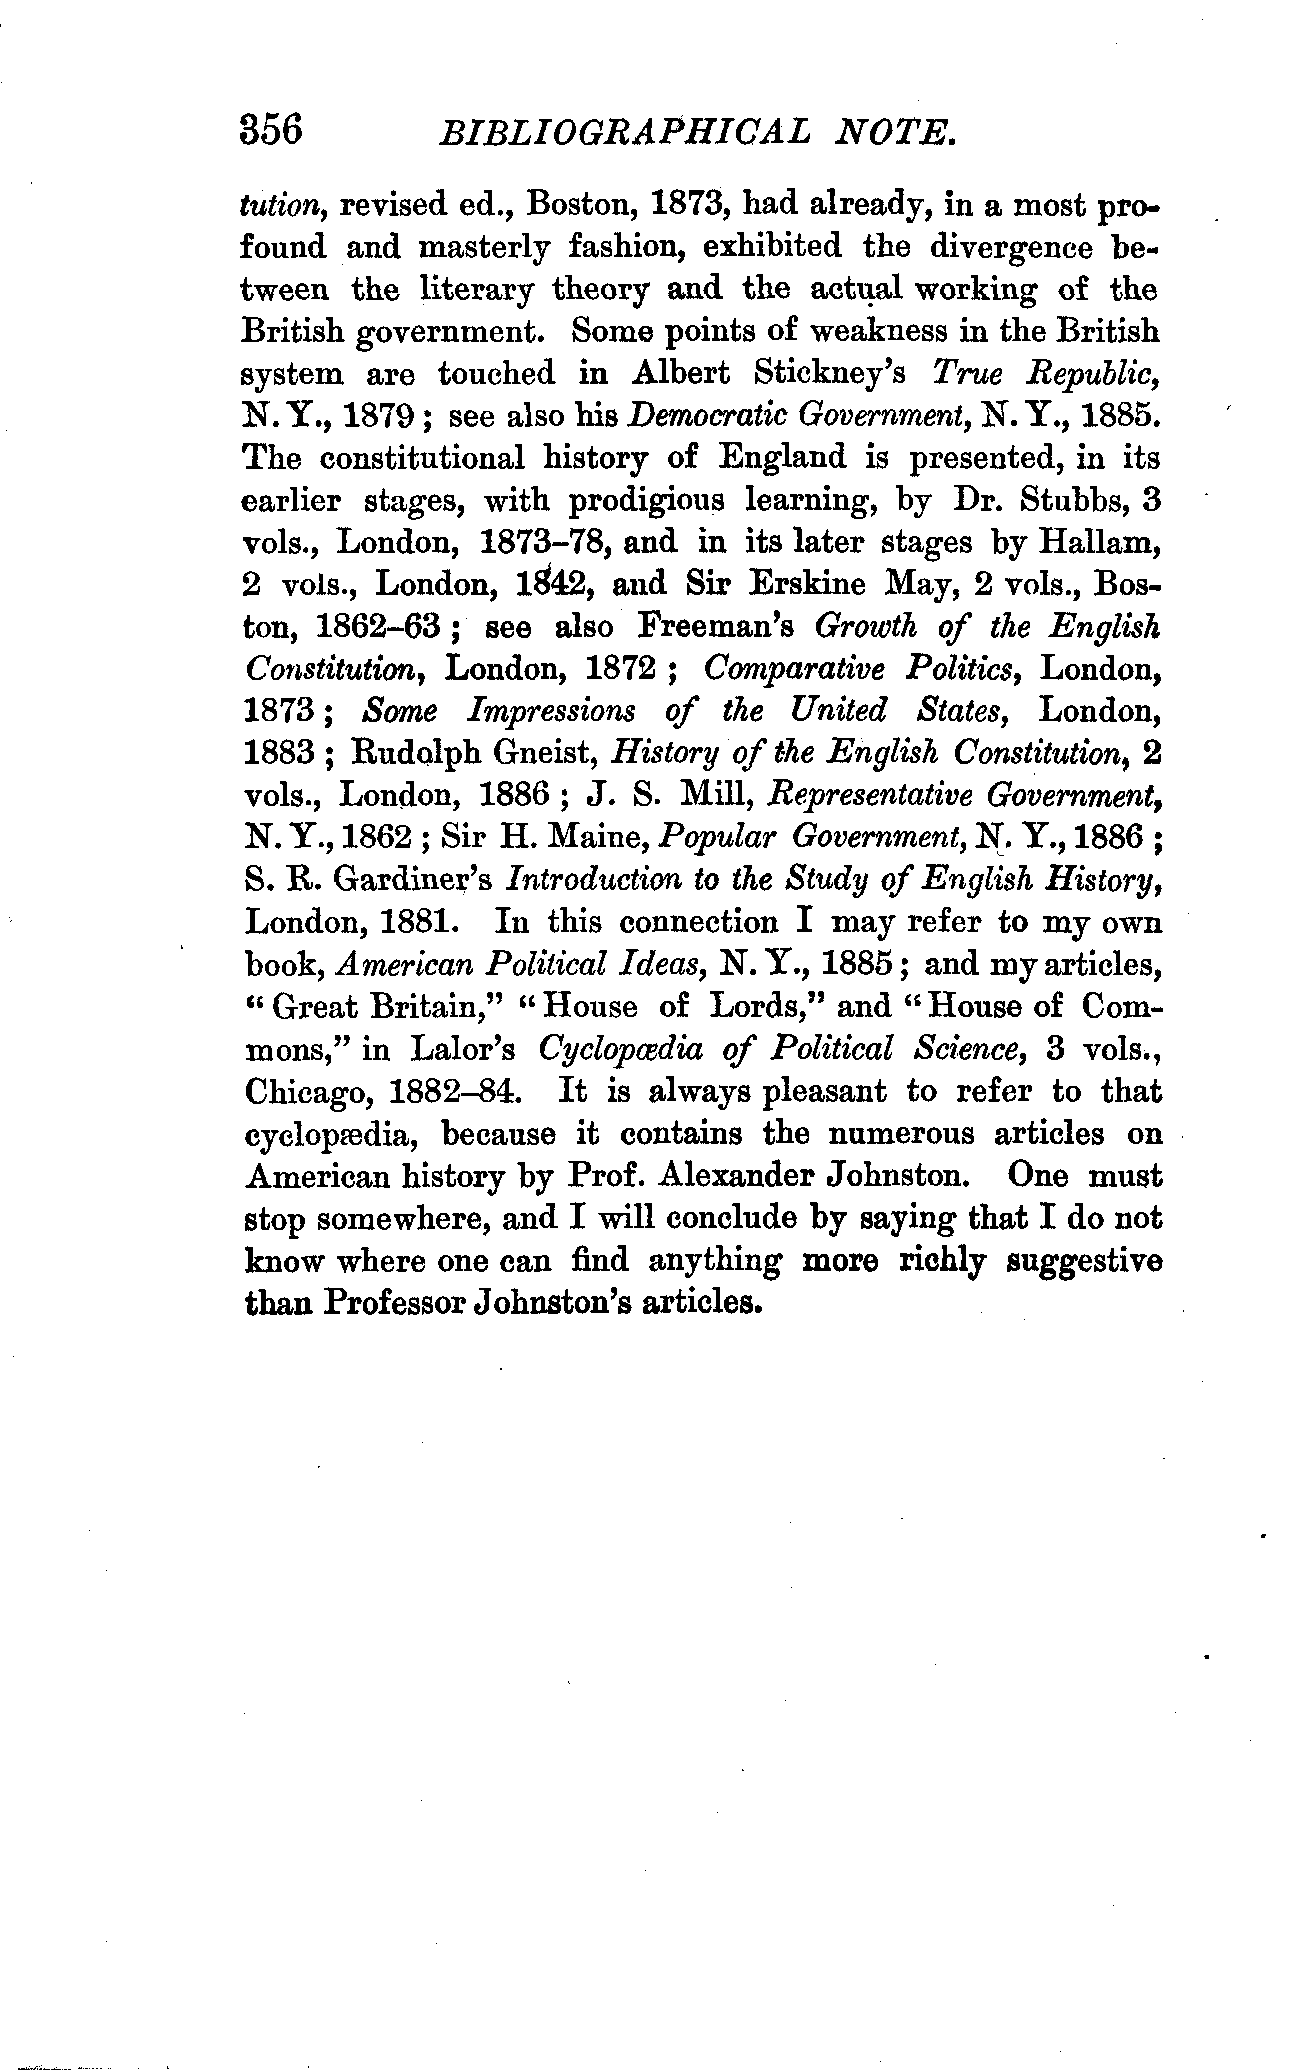 356 BIBLIOGRAPHICAL NOTE.
tution, revised ed., Boston, 1873, had already, in a most pro-
found and masterly fashion, exhibited the divergence be-
tween the literary theory and the actual working of the
British government. Some points of weakness in the British
system are touched in Albert Stickney's True Republic,
N. Y., 1879; see also his Democratic Government, N. Y., 1885.
The constitutional history of England is presented, in its
earlier stages, with prodigious learning, by Dr. Stubbs, 3
vols., London, 1873–78, and in its later stages by Hallam,
2 vols., London, 1842, and Sir Erskine May, 2 vols., Bos-
ton, 1862–63; see also Freeman's Growth of the English
Constitution, London, 1872; Comparative Politics, London,
1873; Some Impressions of the United States, London,
1883; Rudolph Gneist, History of the English Constitution, 2
vols., London, 1886; J. S. Mill, Representative Government,
N. Y., 1862; Sir H. Maine, Popular Government, N. Y., 1886;
S. R. Gardiner's Introduction to the Study of English History,
London, 1881. In this connection I may refer to my own
book, American Political Ideas, N. Y., 1885; and my articles,
"Great Britain," "House of Lords," and "House of Com-
mons," in Lalor's Cyclopœdia of Political Science, 3 vols.,
Chicago, 1882–84. It is always pleasant to refer to that
cyclopædia, because it contains the numerous articles on
American history by Prof. Alexander Johnston. One must
stop somewhere, and I will conclude by saying that I do not
know where one can find anything more richly suggestive
than Professor Johnston's articles.